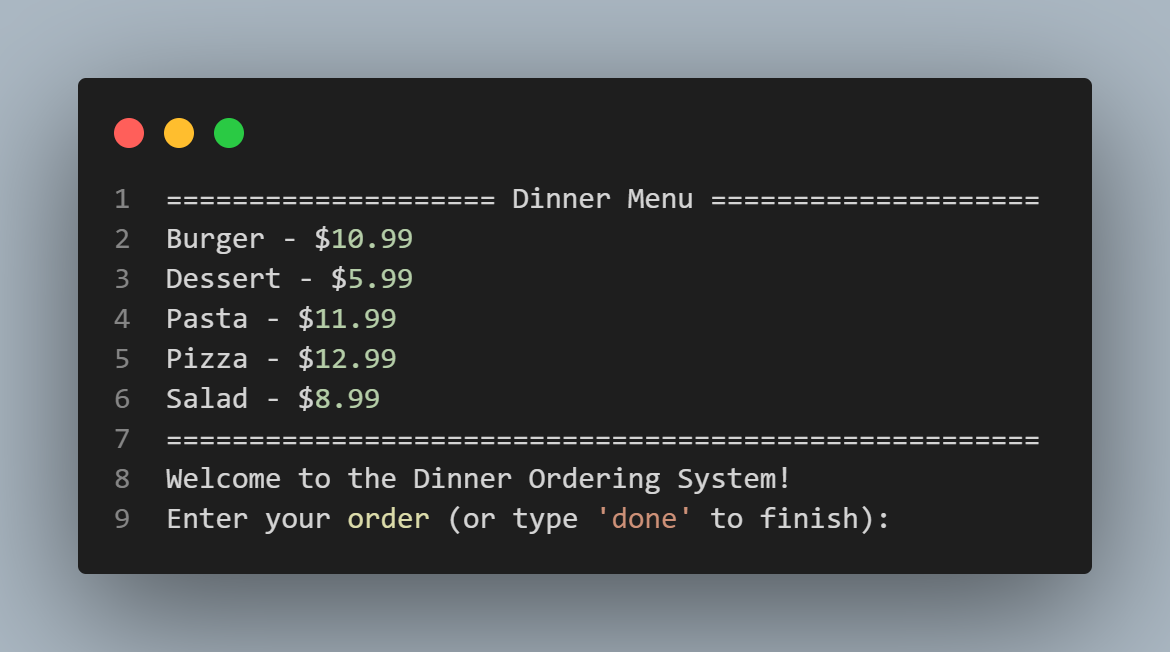 1 ==================== Dinner Menu ====================
2 Burger - $10.99
3 Dessert - $5.99
4 Pasta - $11.99
5 Pizza - $12.99
6 Salad - $8.99
7 =====================================================
8 Welcome to the Dinner Ordering System!
9 Enter your order (or type 'done' to finish):